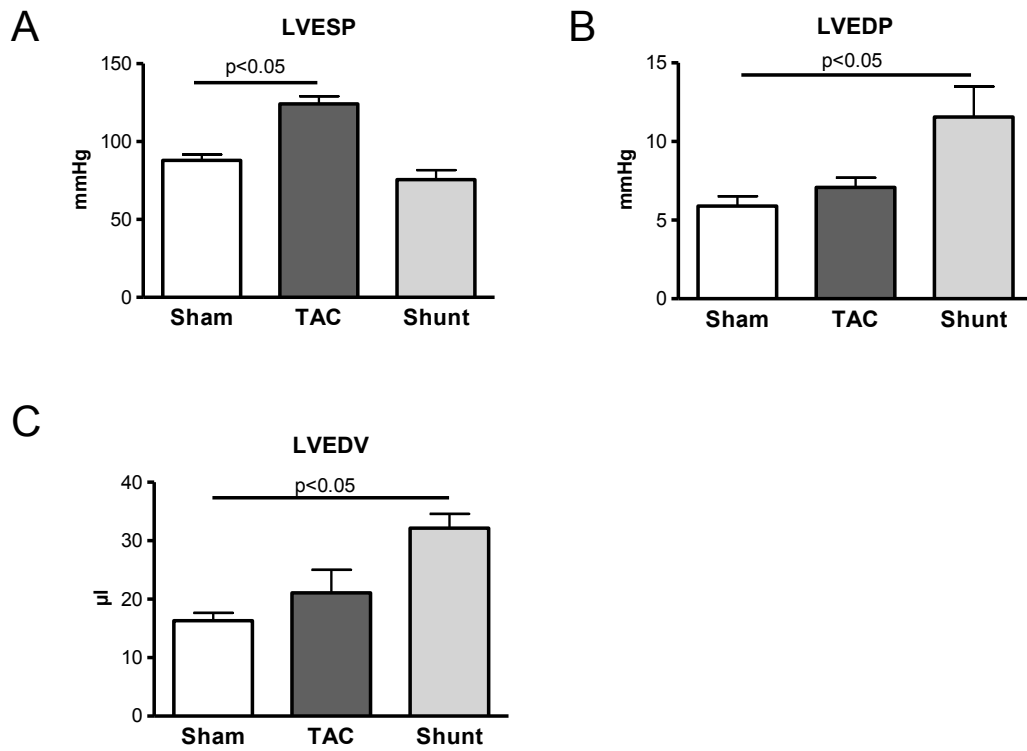 A
LVESP
p<0.05
150
100
50
0
mmHg
Sham TAC Shunt
B
LVEDP
p<0.05
15
10
5
0
mmHg
Sham TAC Shunt
C
LVEDV
p<0.05
40
30
20
10
0
µl
Sham TAC Shunt